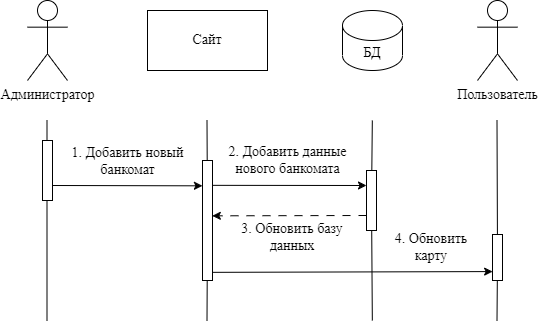 Сайт
БД
Администратор
Пользователь
1. Добавить новый
банкомат
2. Добавить данные
нового банкомата
3. Обновить базу
данных
4. Обновить
карту